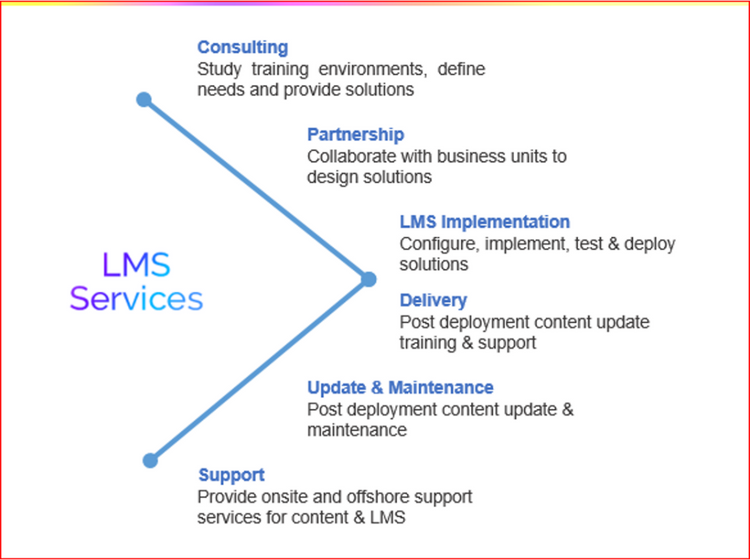 Consulting
Study training environments, define
needs and provide solutions
Partnership
Collaborate with business units to
design solutions
LMS Implementation
Configure, implement, test & deploy
solutions
LMS
Services
Delivery
Post deployment content update
training & support
Update & Maintenance
Post deployment content update &
maintenance
Support
Provide onsite and offshore support
services for content & LMS